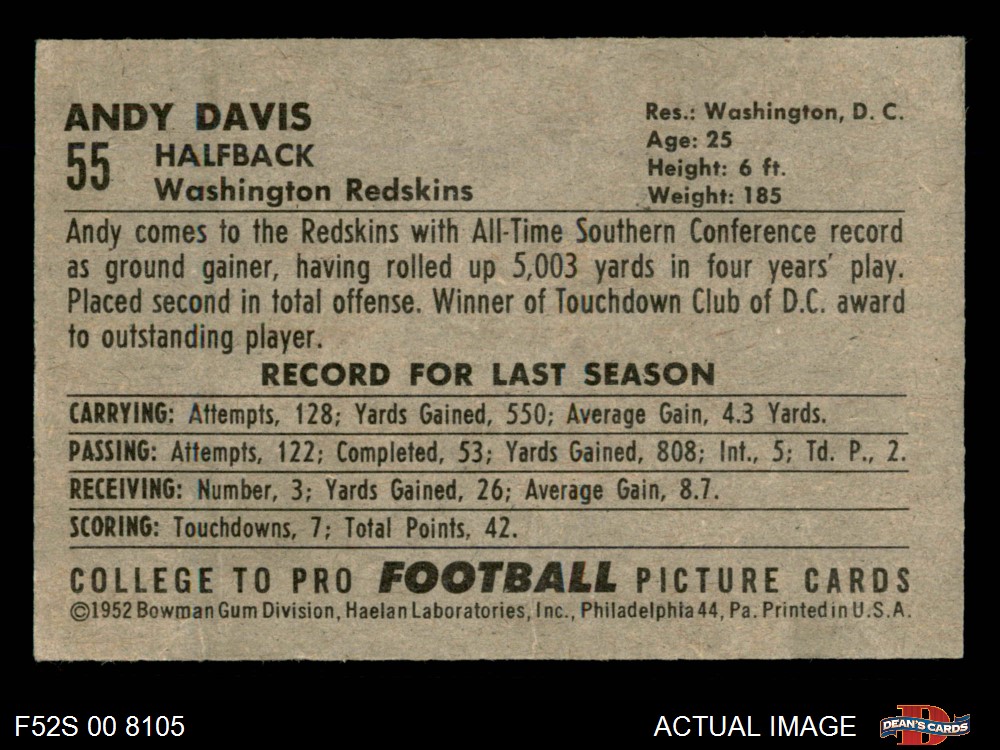 ANDY DAVIS
55 HALFBACK
Washington Redskins
Res.: Washington, D. C.
Age: 25
Height: 6 ft.
Weight: 185
Andy comes to the Redskins with All-Time Southern Conference record
as ground gainer, having rolled up 5,003 yards in four years' play.
Placed second in total offense. Winner of Touchdown Club of D.C. award
to outstanding player.
RECORD FOR LAST SEASON
CARRYING: Attempts, 128; Yards Gained, 550; Average Gain, 4.3 Yards.
PASSING: Attempts, 122; Completed, 53; Yards Gained, 808; Int., 5; Td. P., 2.
RECEIVING: Number, 3; Yards Gained, 26; Average Gain, 8.7.
SCORING: Touchdowns, 7; Total Points, 42.
COLLEGE TO PRO FOOTBALL PICTURE CARDS
©1952 Bowman Gum Division, Haelan Laboratories, Inc., Philadelphia 44, Pa. Printed in U.S.A.
F52S 00 8105
ACTUAL IMAGE
D
DEAN'S CARDS